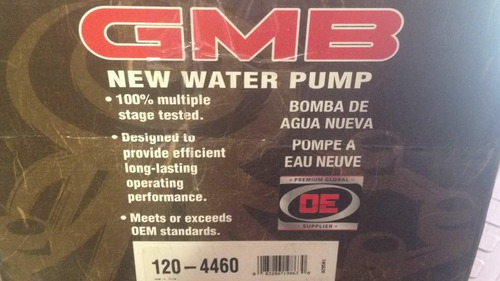 GMB
NEW WATER PUMP
• 100% multiple
stage tested.
• Designed to
provide efficient
long-lasting
operating
performance.
• Meets or exceeds
OEM standards.
BOMBA DE
AGUA NUEVA
POMPE A
EAU NEUVE
• PREMIUM GLOBAL •
OE
• SUPPLIER •
120-4460